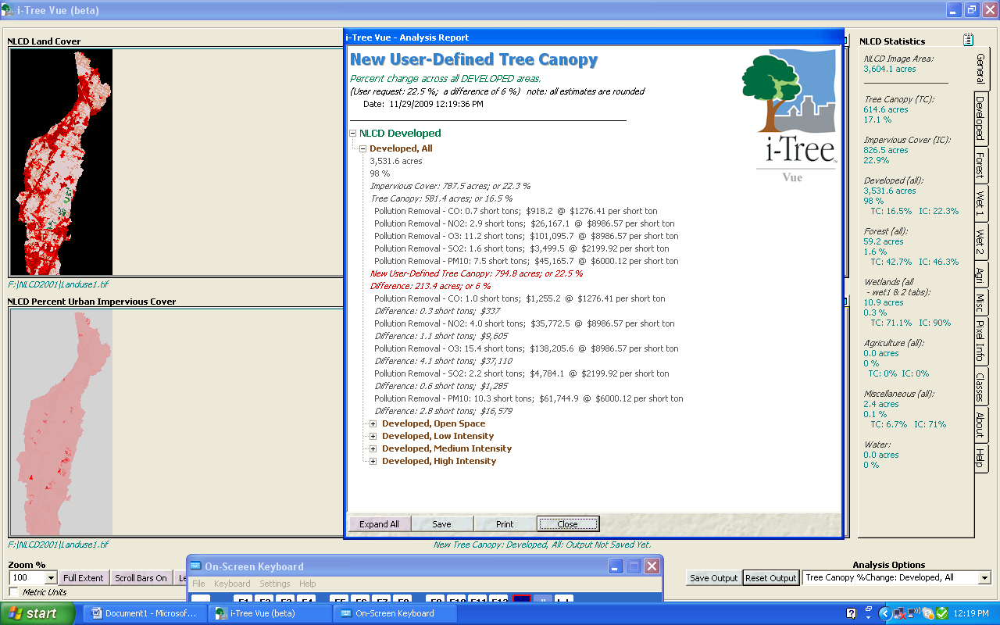 i-Tree Vue (beta)
NLCD Land Cover
F:\NLCD2001\Landuse1.tif
NLCD Percent Urban Impervious Cover
F:\NLCD2001\Landuse1.tif
i-Tree Vue - Analysis Report
New User-Defined Tree Canopy
Percent change across all DEVELOPED areas.
(User request: 22.5 %; a difference of 6 %) note: all estimates are rounded
Date: 11/29/2009 12:19:36 PM
i-Tree
Vue
NLCD Developed
Developed, All
3,531.6 acres
98 %
Impervious Cover: 787.5 acres; or 22.3 %
Tree Canopy: 581.4 acres; or 16.5 %
Pollution Removal - CO: 0.7 short tons; $918.2 @ $1276.41 per short ton
Pollution Removal - NO2: 2.9 short tons; $26,167.1 @ $8986.57 per short ton
Pollution Removal - O3: 11.2 short tons; $101,095.7 @ $8986.57 per short ton
Pollution Removal - SO2: 1.6 short tons; $3,499.5 @ $2199.92 per short ton
Pollution Removal - PM10: 7.5 short tons; $45,165.7 @ $6000.12 per short ton
New User-Defined Tree Canopy: 794.8 acres; or 22.5 %
Difference: 213.4 acres; or 6 %
Pollution Removal - CO: 1.0 short tons; $1,255.2 @ $1276.41 per short ton
Difference: 0.3 short tons; $337
Pollution Removal - NO2: 4.0 short tons; $35,772.5 @ $8986.57 per short ton
Difference: 1.1 short tons; $9,605
Pollution Removal - O3: 15.4 short tons; $138,205.6 @ $8986.57 per short ton
Difference: 4.1 short tons; $37,110
Pollution Removal - SO2: 2.2 short tons; $4,784.1 @ $2199.92 per short ton
Difference: 0.6 short tons; $1,285
Pollution Removal - PM10: 10.3 short tons; $61,744.9 @ $6000.12 per short ton
Difference: 2.8 short tons; $16,579
Developed, Open Space
Developed, Low Intensity
Developed, Medium Intensity
Developed, High Intensity
Expand All Save Print Close
New Tree Canopy: Developed, All: Output Not Saved Yet.
NLCD Statistics
NLCD Image Area:
3,604.1 acres
Tree Canopy (TC):
614.6 acres
17.1 %
Impervious Cover (IC):
826.5 acres
22.9%
Developed (all):
3,531.6 acres
98 %
TC: 16.5% IC: 22.3%
Forest (all):
59.2 acres
1.6 %
TC: 42.7% IC: 46.3%
Wetlands (all
- wet1 & 2 tabs):
10.9 acres
0.3 %
TC: 71.1% IC: 90%
Agriculture (all):
0.0 acres
0 %
TC: 0% IC: 0%
Miscellaneous (all):
2.4 acres
0.1 %
TC: 6.7% IC: 71%
Water:
0.0 acres
0 %
General
Developed
Forest
Wet 1
Wet 2
Agri
Misc
Pixel Info
Classes
About
Help
Zoom %
100 Full Extent Scroll Bars On Le
Metric Units
On-Screen Keyboard
File Keyboard Settings Help
F1 F2 F3 F4 F5 F6 F7 F8 F9 F10 F11 F12
Analysis Options
Save Output Reset Output Tree Canopy %Change: Developed, All
start Document1 - Microsof... i-Tree Vue (beta) On-Screen Keyboard 12:19 PM